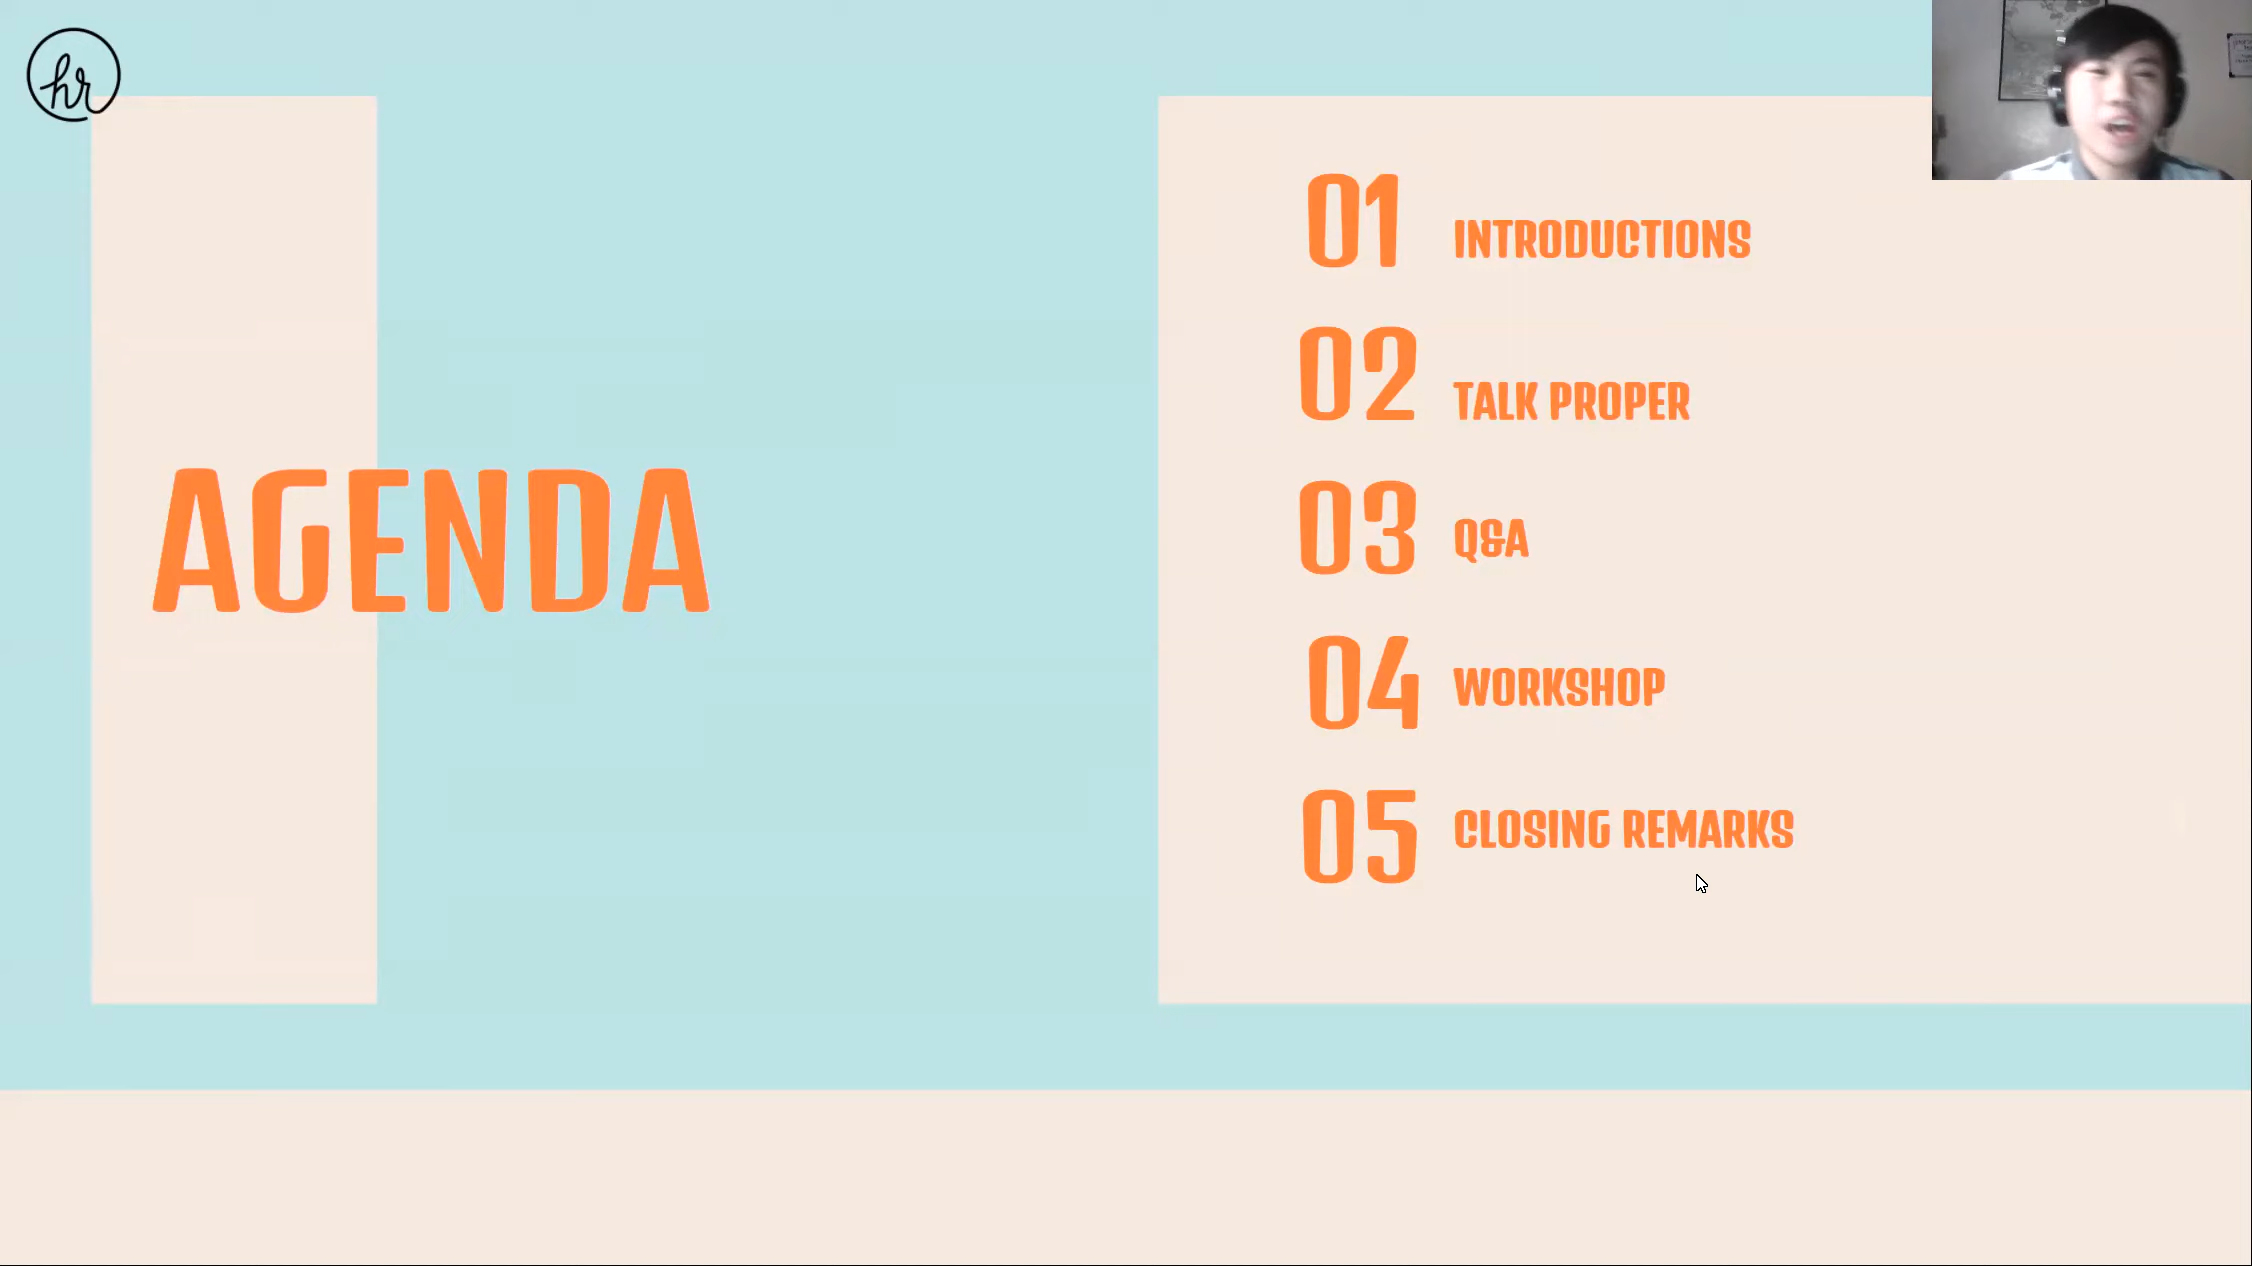 hr
AGENDA
01 INTRODUCTIONS
02 TALK PROPER
03 Q&A
04 WORKSHOP
05 CLOSING REMARKS